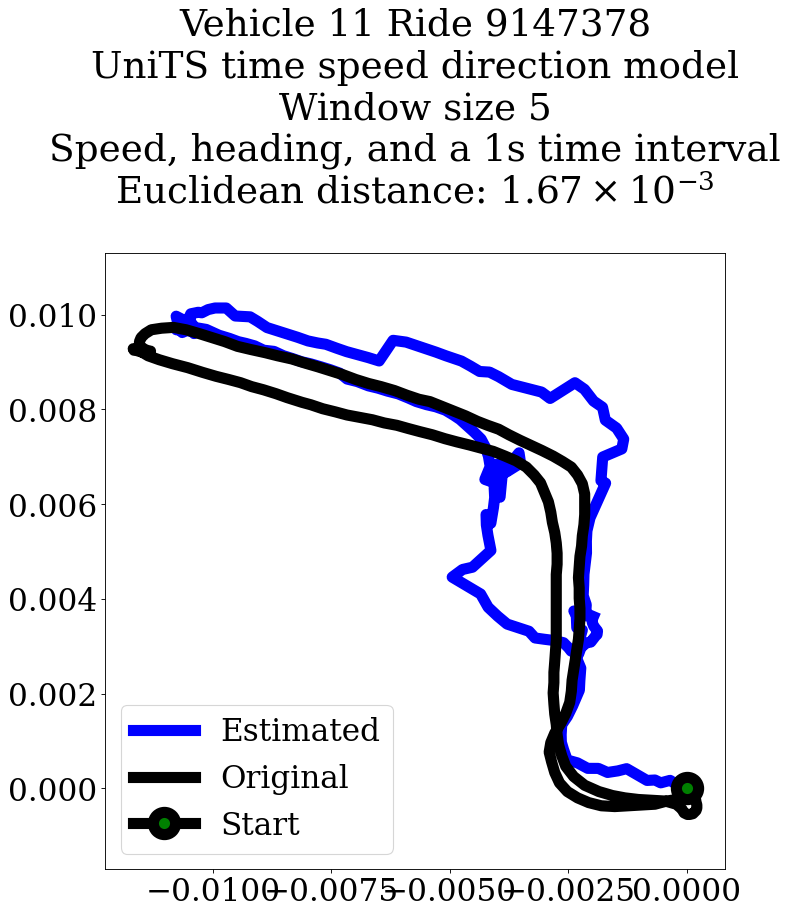 Vehicle 11 Ride 9147378
UniTS time speed direction model
Window size 5
Speed, heading, and a 1s time interval
Euclidean distance: 1.67 × 10⁻³
0.010
0.008
0.006
0.004
0.002
0.000
Estimated
Original
Start
−0.0100 −0.0075 −0.0050 −0.0025 0.0000